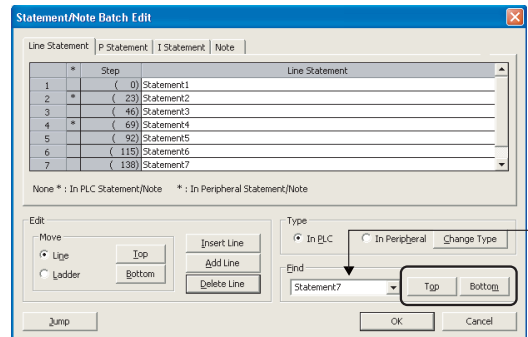 Statement/Note Batch Edit
Line Statement P Statement I Statement Note
* Step Line Statement
1 ( 0) Statement1
2 * ( 23) Statement2
3 ( 46) Statement3
4 * ( 69) Statement4
5 ( 92) Statement5
6 ( 115) Statement6
7 ( 138) Statement7
None * : In PLC Statement/Note * : In Peripheral Statement/Note
Edit
Move
Line
Ladder
Top
Bottom
Insert Line
Add Line
Delete Line
Type
In PLC In Peripheral Change Type
Find
Statement7 Top Bottom
Jump OK Cancel